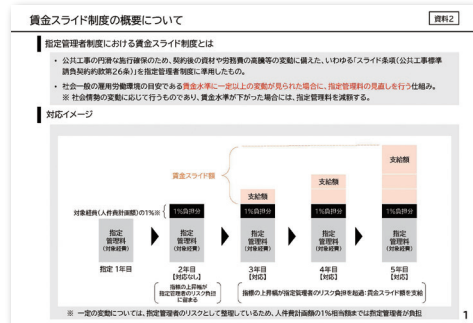 賃金スライド制度の概要について
資料2
指定管理者制度における賃金スライド制度とは
・ 公共工事の円滑な施行確保のため、契約後の資材や労務費の高騰等の変動に備えた、いわゆる「スライド条項(公共工事標準
請負契約約款第26条)」を指定管理者制度に準用したもの。
・ 社会一般の雇用労働環境の目安である賃金水準に一定以上の変動が見られた場合に、指定管理料の見直しを行う仕組み。
※ 社会情勢の変動に応じて行うものであり、賃金水準が下がった場合には、指定管理料を減額する。
対応イメージ
賃金スライド額
支給額
支給額
支給額
対象経費(人件費計画額)の1%※
1%負担分
1%負担分
1%負担分
1%負担分
指定
管理料
(対象経費)
指定
管理料
(対象経費)
指定
管理料
(対象経費)
指定
管理料
(対象経費)
指定
管理料
(対象経費)
指定 1年目
2年目
【対応なし】
3年目
【対応】
4年目
【対応】
5年目
【対応】
指標の上昇幅が
指定管理者のリスク負担
に留まる
指標の上昇幅が指定管理者のリスク負担を超過:賃金スライド額を支給
※ 一定の変動については、指定管理者のリスクとして整理しているため、人件費計画額の1%相当額までは指定管理者が負担
1